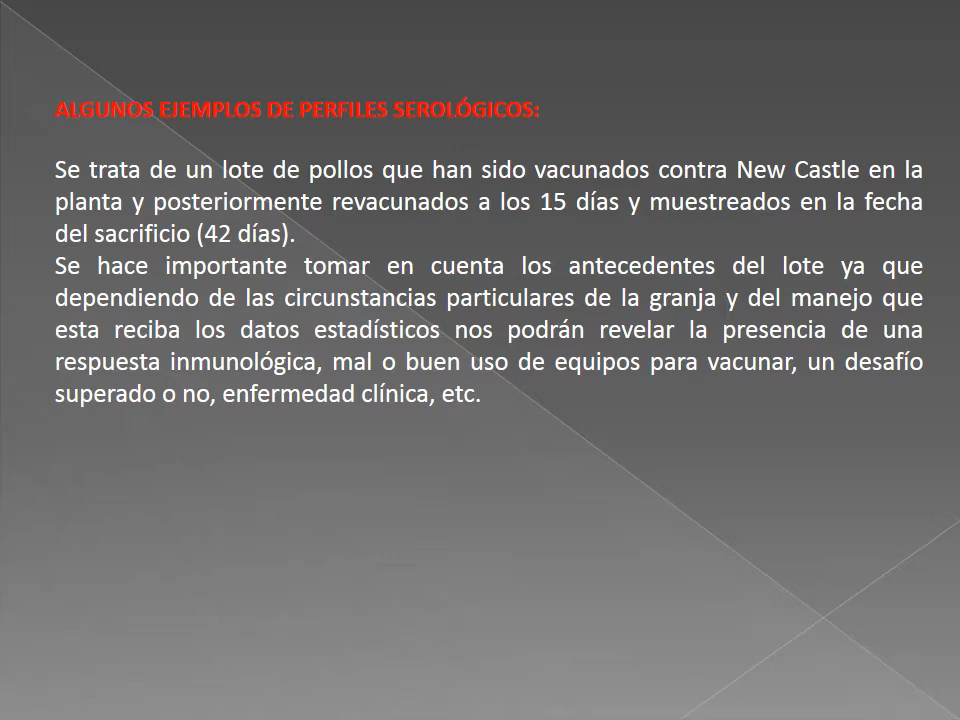 ALGUNOS EJEMPLOS DE PERFILES SEROLÓGICOS:
Se trata de un lote de pollos que han sido vacunados contra New Castle en la
planta y posteriormente revacunados a los 15 días y muestreados en la fecha
del sacrificio (42 días).
Se hace importante tomar en cuenta los antecedentes del lote ya que
dependiendo de las circunstancias particulares de la granja y del manejo que
esta reciba los datos estadísticos nos podrán revelar la presencia de una
respuesta inmunológica, mal o buen uso de equipos para vacunar, un desafío
superado o no, enfermedad clínica, etc.